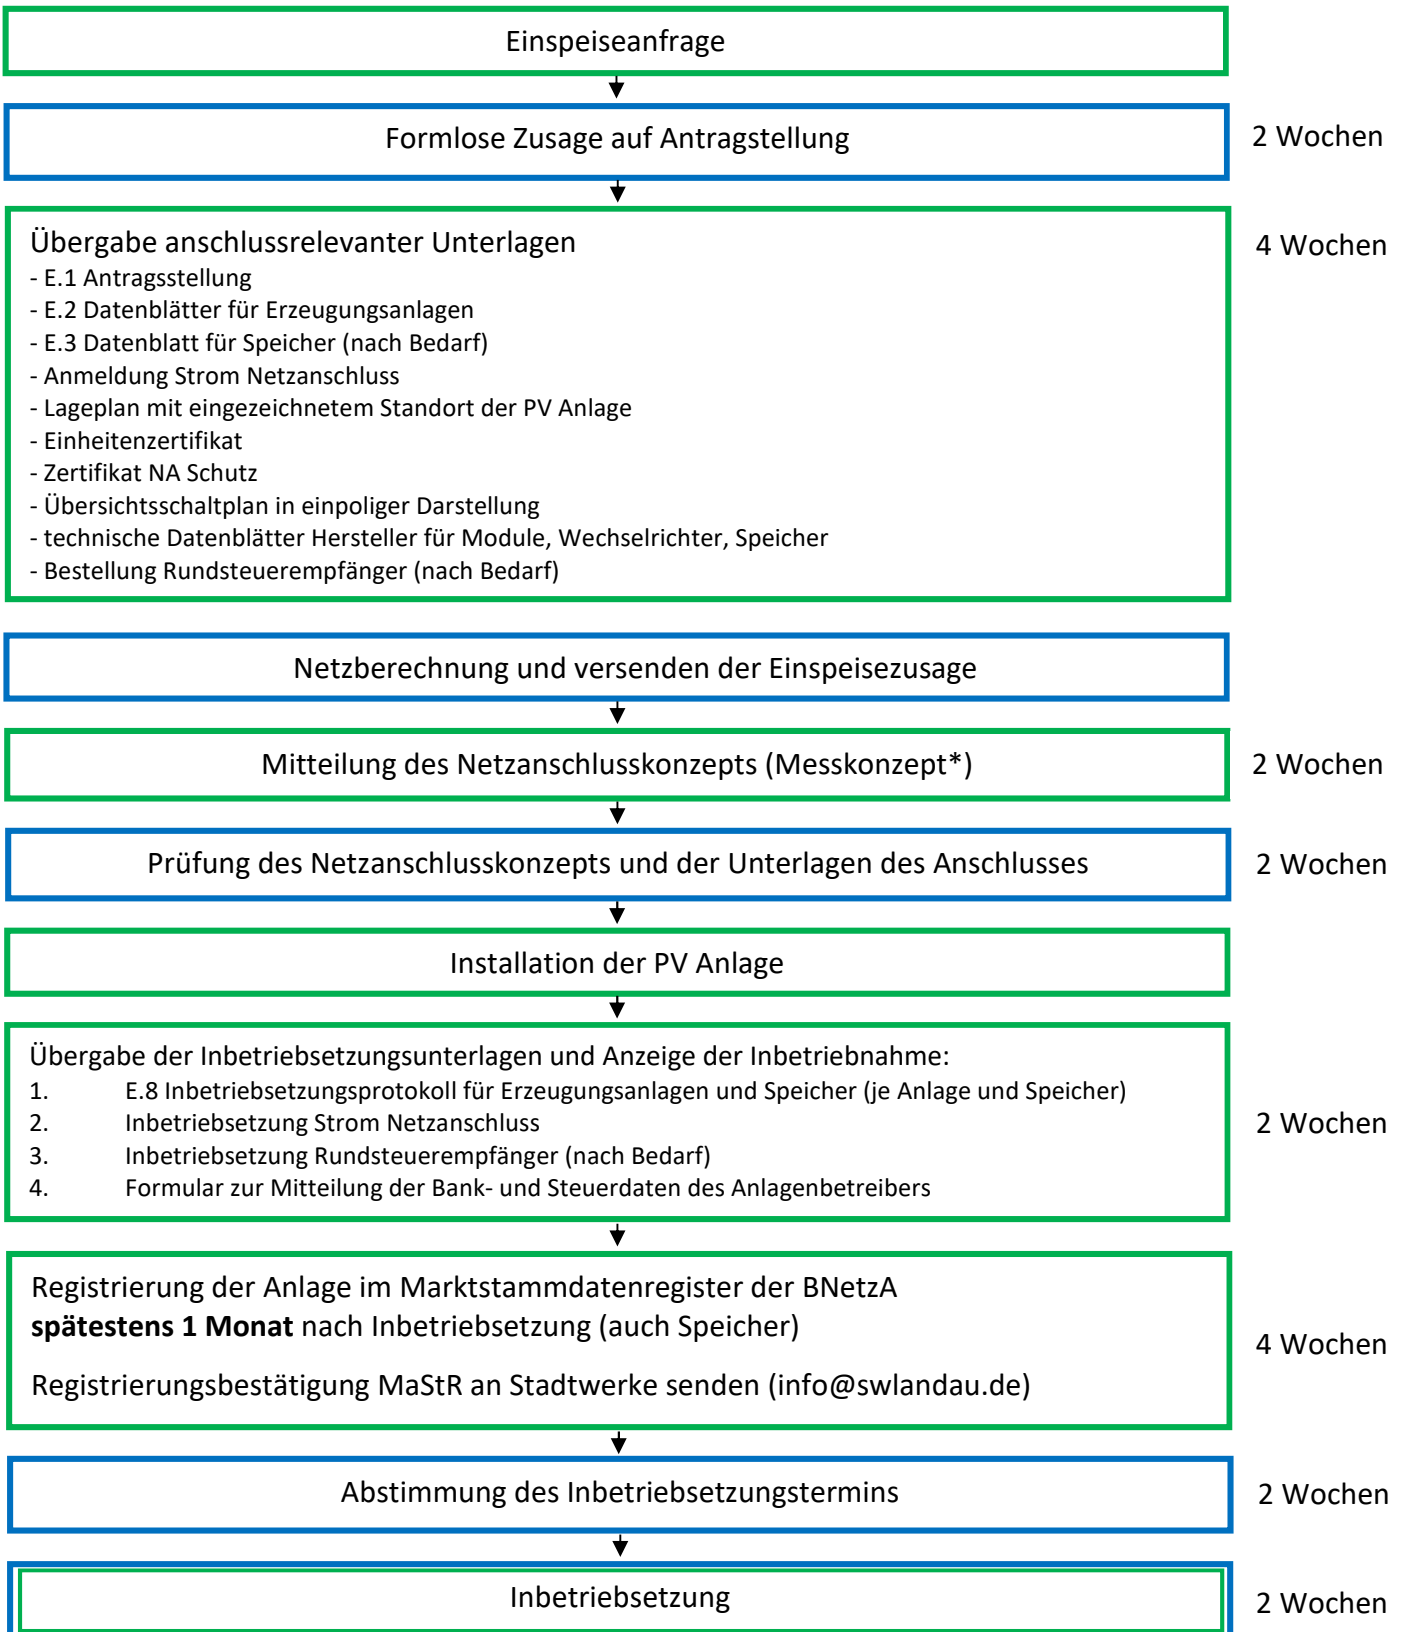 Einspeiseanfrage
Formlose Zusage auf Antragstellung
2 Wochen
Übergabe anschlussrelevanter Unterlagen
4 Wochen
- E.1 Antragsstellung
- E.2 Datenblätter für Erzeugungsanlagen
- E.3 Datenblatt für Speicher (nach Bedarf)
- Anmeldung Strom Netzanschluss
- Lageplan mit eingezeichnetem Standort der PV Anlage
- Einheitenzertifikat
- Zertifikat NA Schutz
- Übersichtsschaltplan in einpoliger Darstellung
- technische Datenblätter Hersteller für Module, Wechselrichter, Speicher
- Bestellung Rundsteuerempfänger (nach Bedarf)
Netzberechnung und versenden der Einspeisezusage
Mitteilung des Netzanschlusskonzepts (Messkonzept*)
2 Wochen
Prüfung des Netzanschlusskonzepts und der Unterlagen des Anschlusses
2 Wochen
Installation der PV Anlage
Übergabe der Inbetriebsetzungsunterlagen und Anzeige der Inbetriebnahme:
1. E.8 Inbetriebsetzungsprotokoll für Erzeugungsanlagen und Speicher (je Anlage und Speicher)
2. Inbetriebsetzung Strom Netzanschluss
3. Inbetriebsetzung Rundsteuerempfänger (nach Bedarf)
4. Formular zur Mitteilung der Bank- und Steuerdaten des Anlagenbetreibers
2 Wochen
Registrierung der Anlage im Marktstammdatenregister der BNetzA
spätestens 1 Monat nach Inbetriebsetzung (auch Speicher)
Registrierungsbestätigung MaStR an Stadtwerke senden (info@swlandau.de)
4 Wochen
Abstimmung des Inbetriebsetzungstermins
2 Wochen
Inbetriebsetzung
2 Wochen